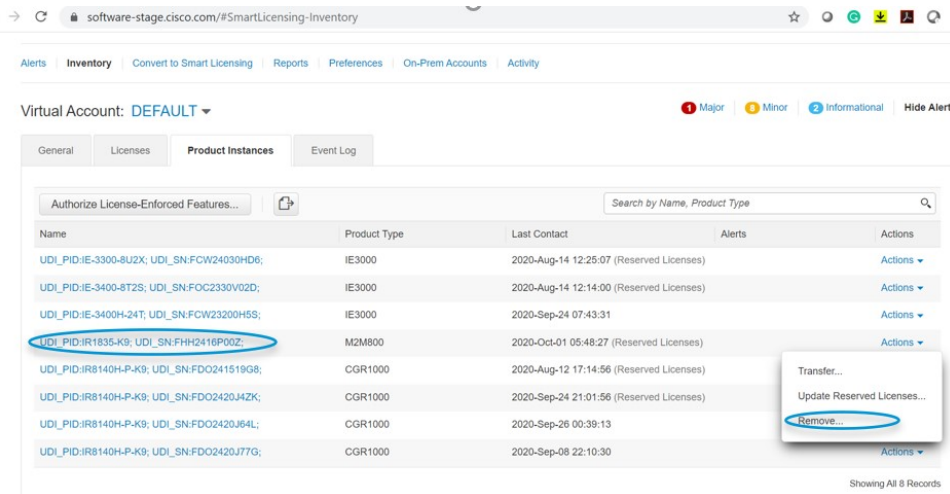 software-stage.cisco.com/#SmartLicensing-Inventory
Alerts Inventory Convert to Smart Licensing Reports Preferences On-Prem Accounts Activity
Virtual Account: DEFAULT 1 Major 8 Minor 2 Informational Hide Alert
General Licenses Product Instances Event Log
Authorize License-Enforced Features... Search by Name, Product Type
Name Product Type Last Contact Alerts Actions
UDI_PID:IE-3300-8U2X; UDI_SN:FCW24030HD6; IE3000 2020-Aug-14 12:25:07 (Reserved Licenses) Actions
UDI_PID:IE-3400-8T2S; UDI_SN:FOC2330V02D; IE3000 2020-Aug-14 12:14:00 (Reserved Licenses) Actions
UDI_PID:IE-3400H-24T; UDI_SN:FCW23200H5S; IE3000 2020-Sep-24 07:43:31 Actions
UDI_PID:IR1835-K9; UDI_SN:FHH2416P00Z; M2M800 2020-Oct-01 05:48:27 (Reserved Licenses) Actions
UDI_PID:IR8140H-P-K9; UDI_SN:FDO241519G8; CGR1000 2020-Aug-12 17:14:56 (Reserved Licenses) Transfer...
UDI_PID:IR8140H-P-K9; UDI_SN:FDO2420J4ZK; CGR1000 2020-Sep-24 21:01:56 (Reserved Licenses) Update Reserved Licenses...
UDI_PID:IR8140H-P-K9; UDI_SN:FDO2420J64L; CGR1000 2020-Sep-26 00:39:13 Remove...
UDI_PID:IR8140H-P-K9; UDI_SN:FDO2420J77G; CGR1000 2020-Sep-08 22:10:30 Actions
Showing All 8 Records